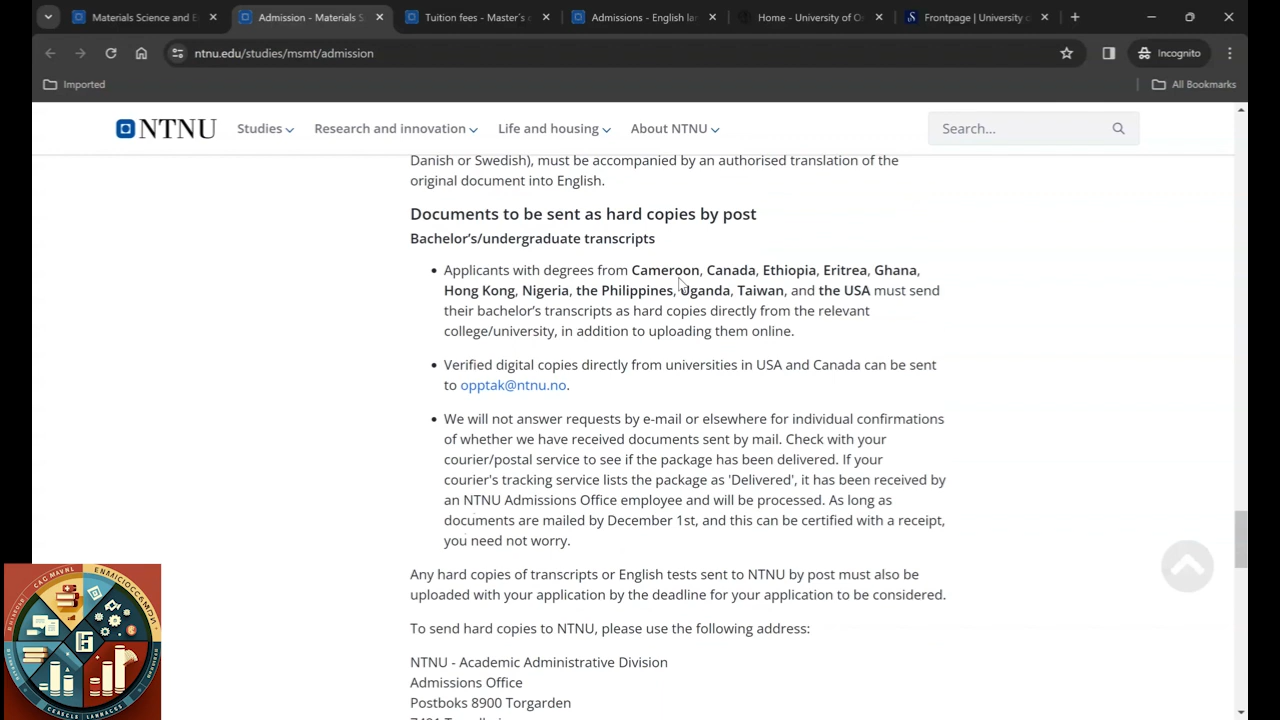 Materials Science and E
Admission - Materials S
Tuition fees - Master's c
Admissions - English la
Home - University of O
Frontpage | University o
ntnu.edu/studies/msmt/admission
Incognito
Imported
All Bookmarks
NTNU
Studies
Research and innovation
Life and housing
About NTNU
Search...
Danish or Swedish), must be accompanied by an authorised translation of the
original document into English.
Documents to be sent as hard copies by post
Bachelor's/undergraduate transcripts
• Applicants with degrees from Cameroon, Canada, Ethiopia, Eritrea, Ghana,
Hong Kong, Nigeria, the Philippines, Uganda, Taiwan, and the USA must send
their bachelor's transcripts as hard copies directly from the relevant
college/university, in addition to uploading them online.
• Verified digital copies directly from universities in USA and Canada can be sent
to opptak@ntnu.no.
• We will not answer requests by e-mail or elsewhere for individual confirmations
of whether we have received documents sent by mail. Check with your
courier/postal service to see if the package has been delivered. If your
courier's tracking service lists the package as 'Delivered', it has been received by
an NTNU Admissions Office employee and will be processed. As long as
documents are mailed by December 1st, and this can be certified with a receipt,
you need not worry.
Any hard copies of transcripts or English tests sent to NTNU by post must also be
uploaded with your application by the deadline for your application to be considered.
To send hard copies to NTNU, please use the following address:
NTNU - Academic Administrative Division
Admissions Office
Postboks 8900 Torgarden